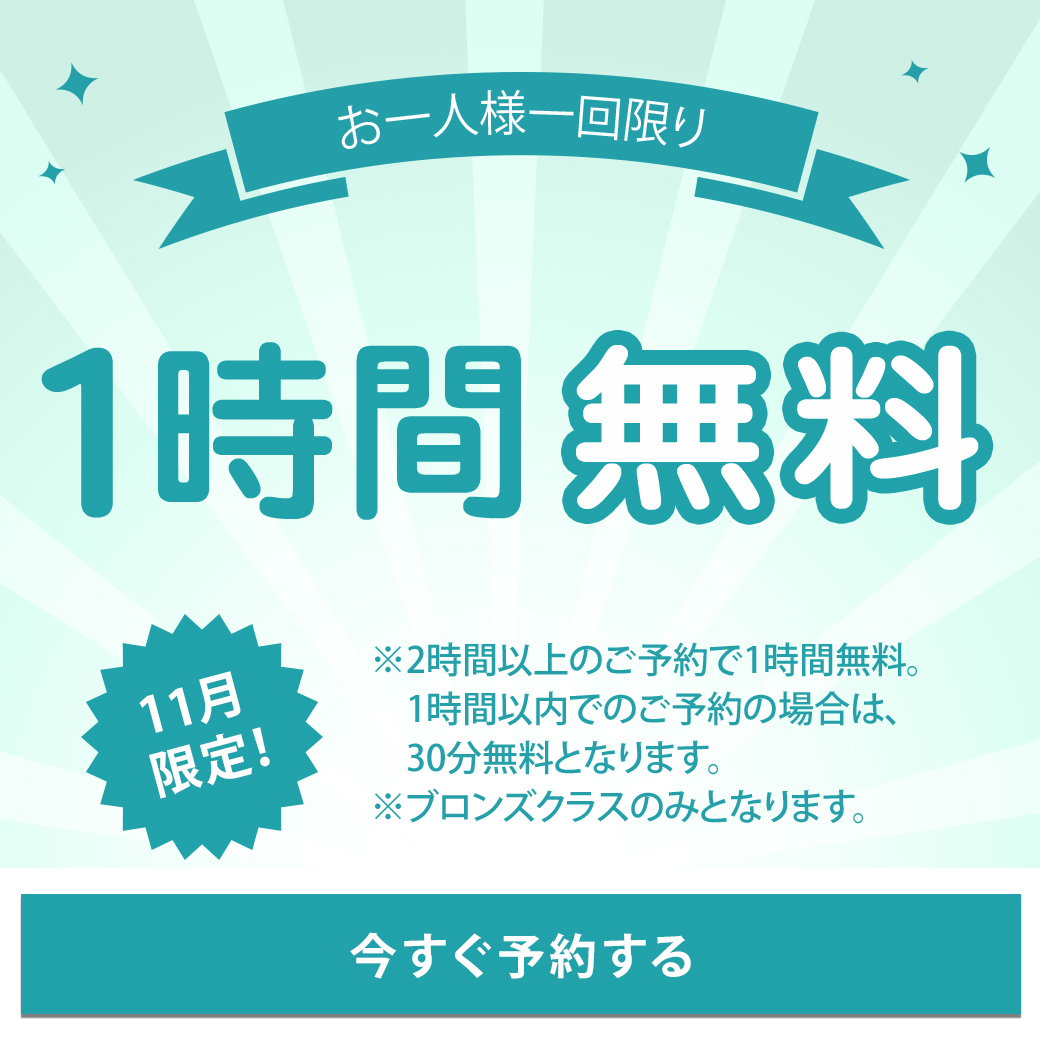 お一人様一回限り
1時間無料
11月
限定!
※2時間以上のご予約で1時間無料。
1時間以内でのご予約の場合は、
30分無料となります。
※ブロンズクラスのみとなります。
今すぐ予約する